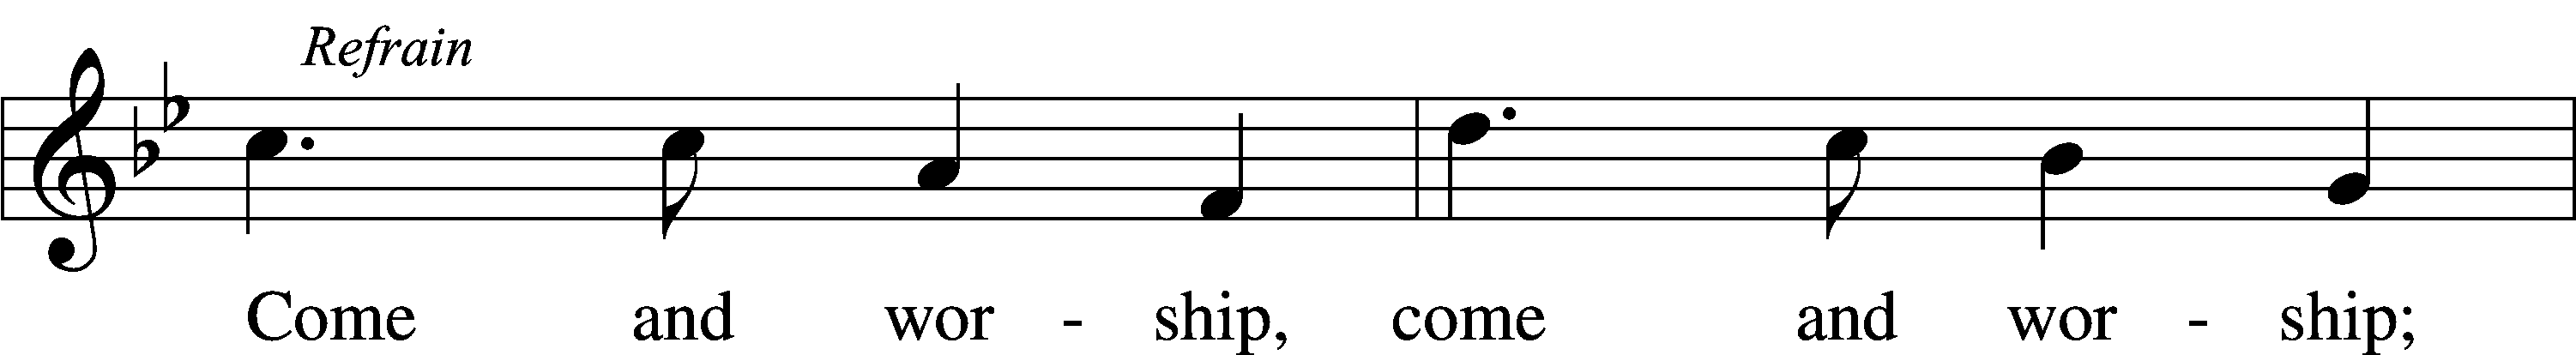 Refrain
Come and wor - ship, come and wor - ship;